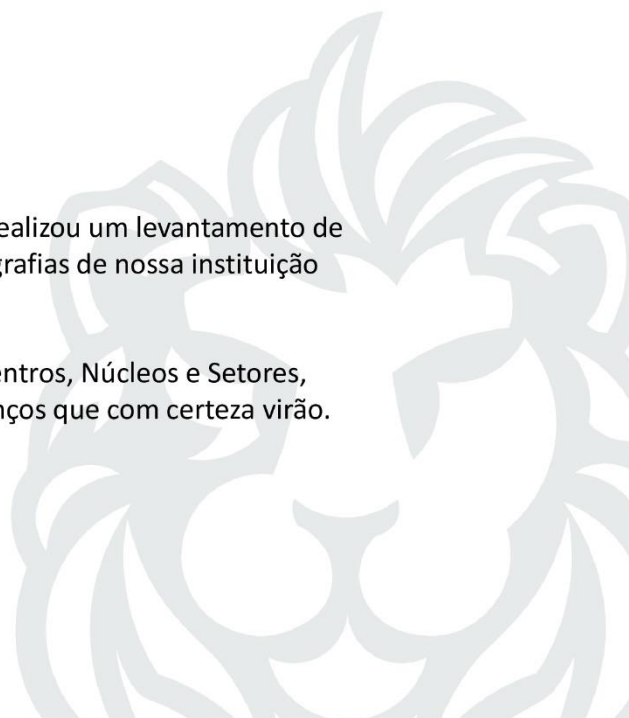 ealizou um levantamento de
grafias de nossa instituição
entros, Núcleos e Setores,
nços que com certeza virão.